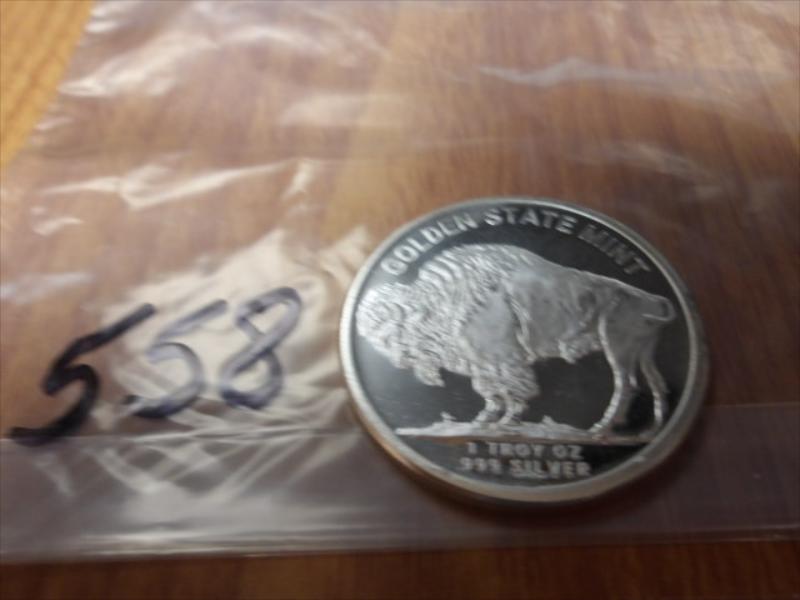 GOLDEN STATE MINT
558
1 TROY OZ
999 SILVER